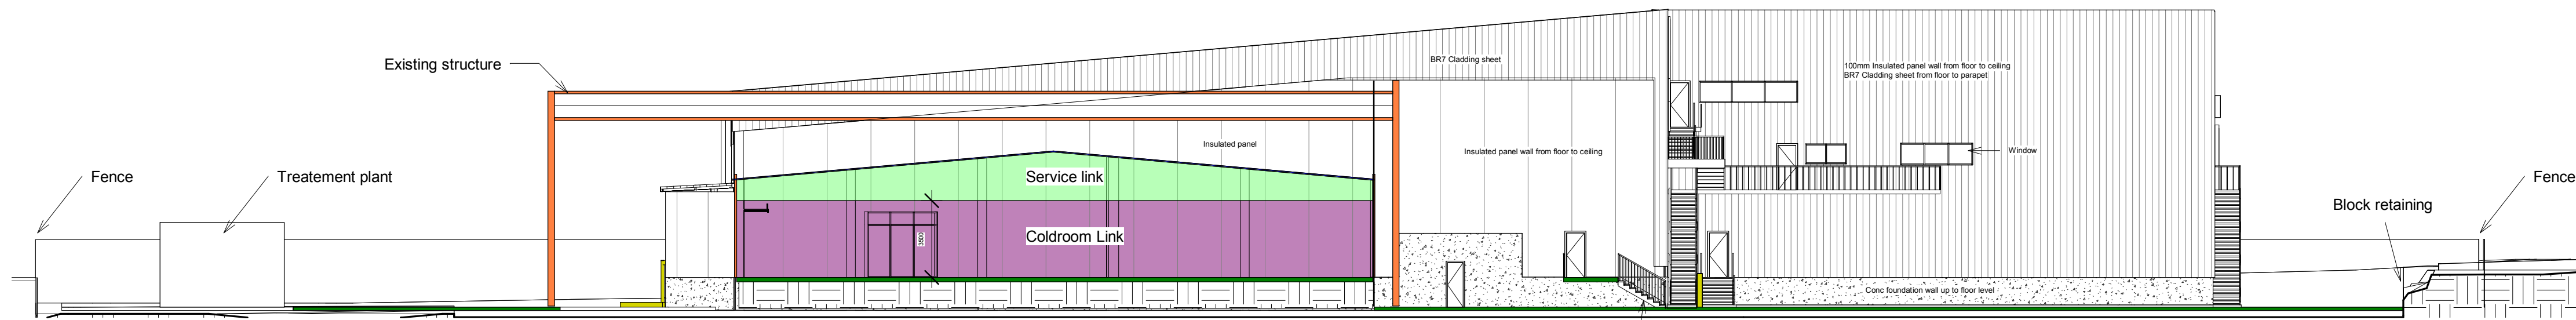 Existing structure
BR7 Cladding sheet
100mm Insulated panel wall from floor to ceiling
BR7 Cladding sheet from floor to parapet
Insulated panel
Insulated panel wall from floor to ceiling
Window
Fence
Treatement plant
Service link
Fence
Block retaining
Coldroom Link
3500
Conc foundation wall up to floor level